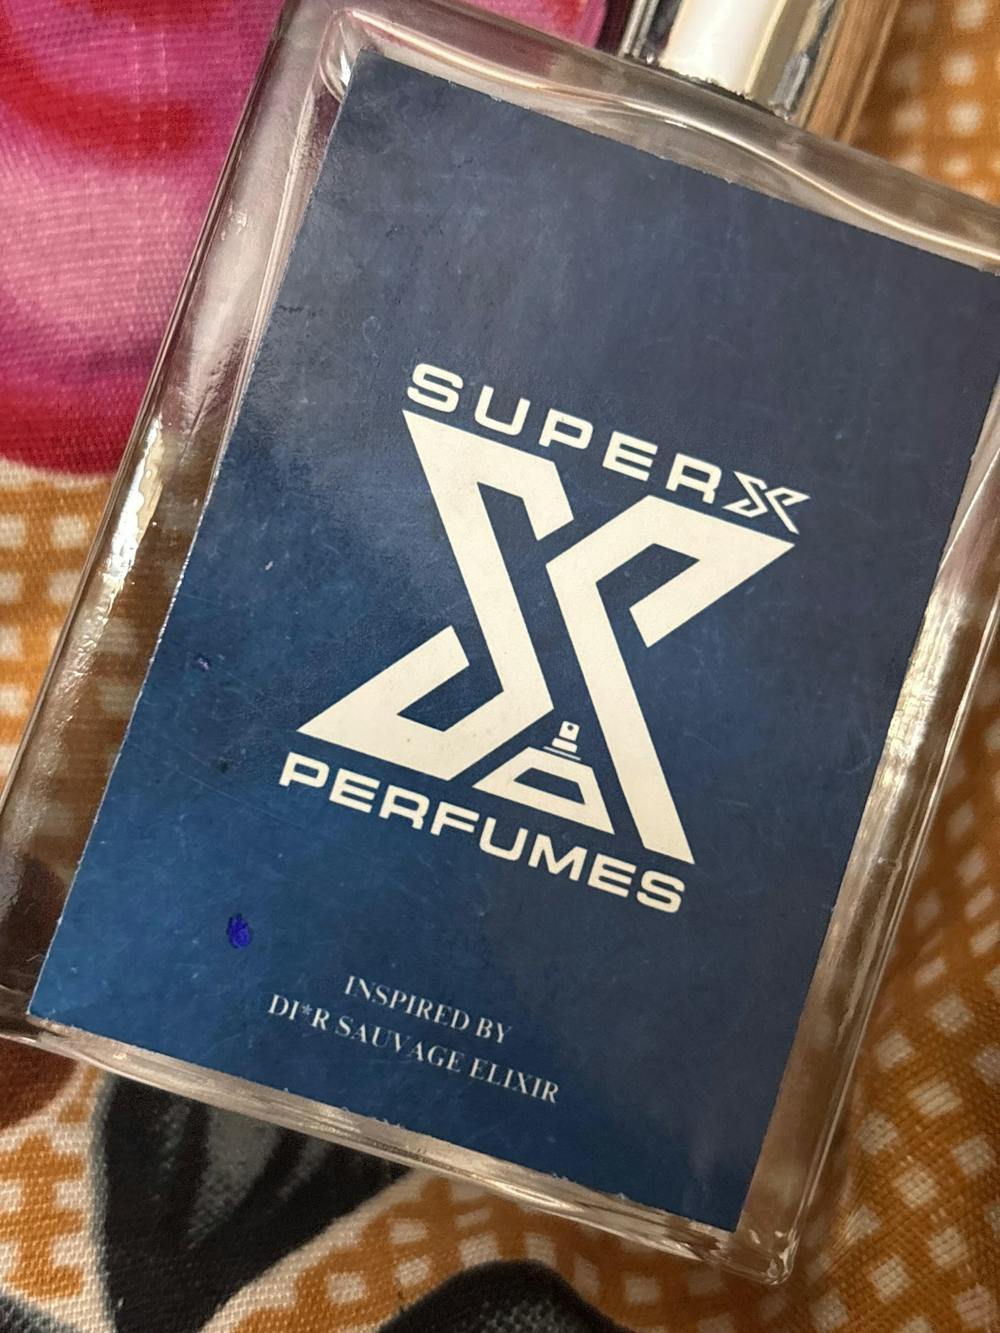 SUPERX
PERFUMES
INSPIRED BY
DI*R SAUVAGE ELIXIR